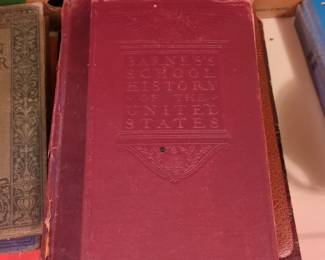 BARNES'S
SCHOOL
HISTORY
OF THE
UNITED
STATES